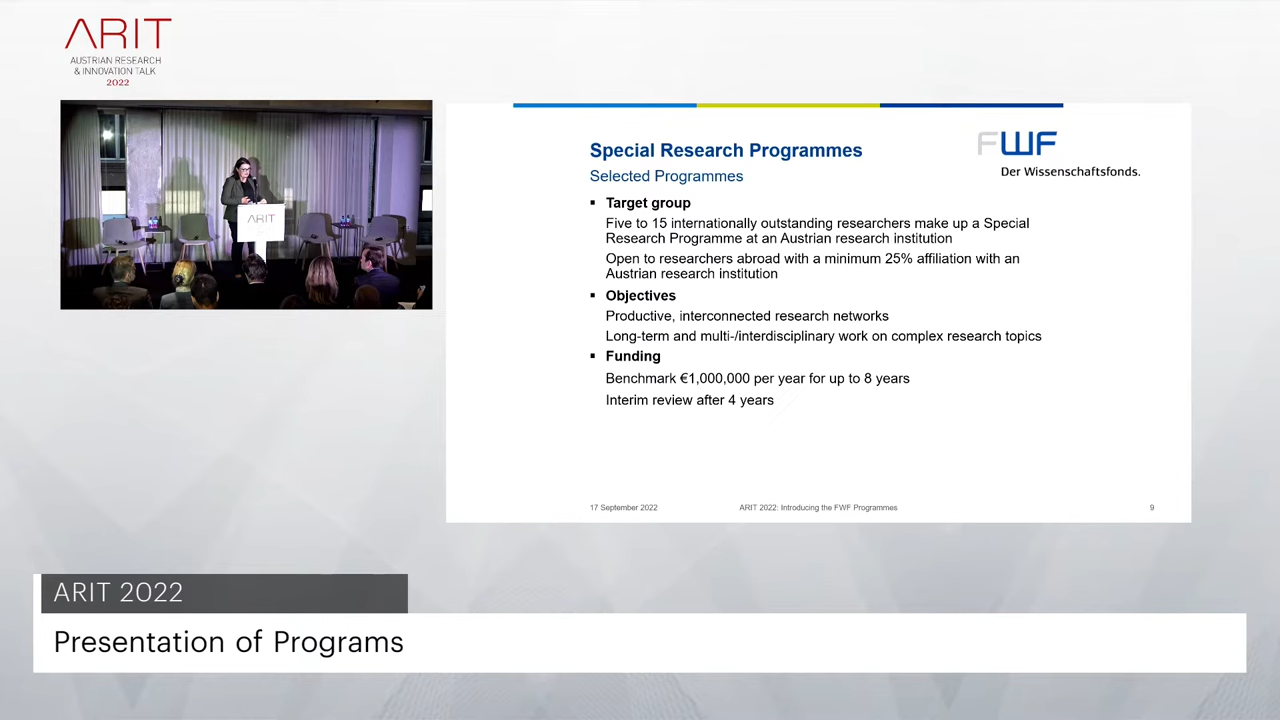 ARIT
AUSTRIAN RESEARCH
& INNOVATION TALK
2022
ARIT
Special Research Programmes
Selected Programmes
FWF
Der Wissenschaftsfonds.
▪ Target group
Five to 15 internationally outstanding researchers make up a Special
Research Programme at an Austrian research institution
Open to researchers abroad with a minimum 25% affiliation with an
Austrian research institution
▪ Objectives
Productive, interconnected research networks
Long-term and multi-/interdisciplinary work on complex research topics
▪ Funding
Benchmark €1,000,000 per year for up to 8 years
Interim review after 4 years
17 September 2022
ARIT 2022: Introducing the FWF Programmes
9
ARIT 2022
Presentation of Programs